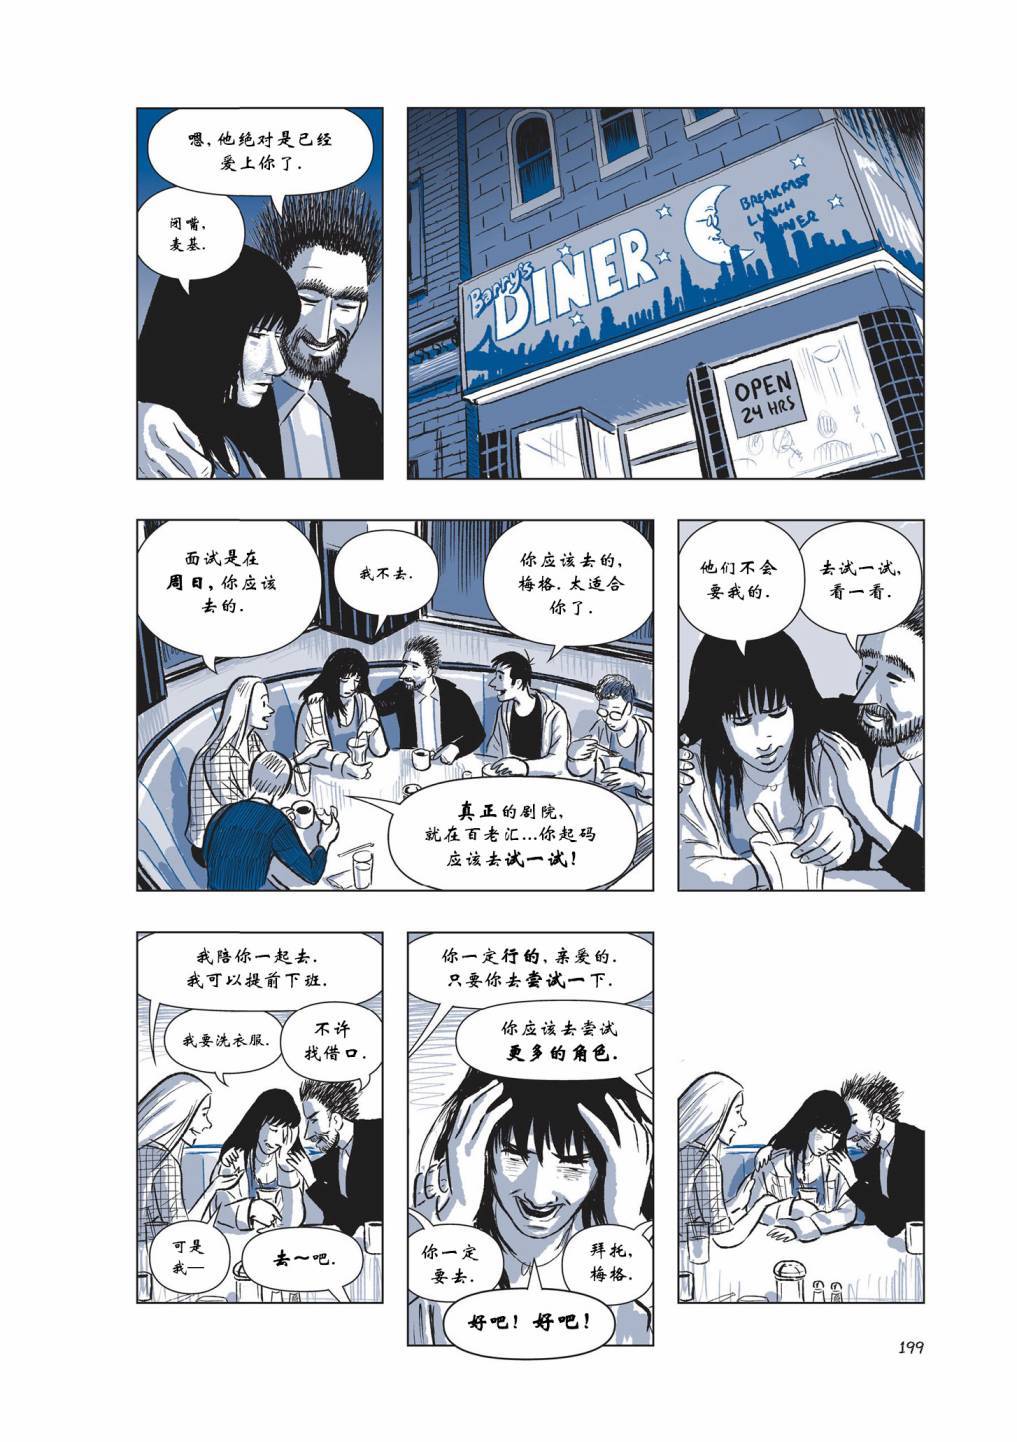 嗯,他绝对是已经
爱上你了.
闭嘴,
麦基.
Barry's
DINER
BREAKFAST
LUNCH
DINNER
OPEN
24 HRS
面试是在
周日,你应该
去的.
我不去.
你应该去的,
梅格.太适合
你了.
真正的剧院,
就在百老汇...你起码
应该去试一试!
他们不会
要我的.
去试一试,
看一看.
我陪你一起去.
我可以提前下班.
我要洗衣服.
不许
找借口.
可是
我—
去～吧.
你一定行的,亲爱的.
只要你去尝试一下.
你应该去尝试
更多的角色.
你一定
要去.
拜托,
梅格.
好吧! 好吧!
199